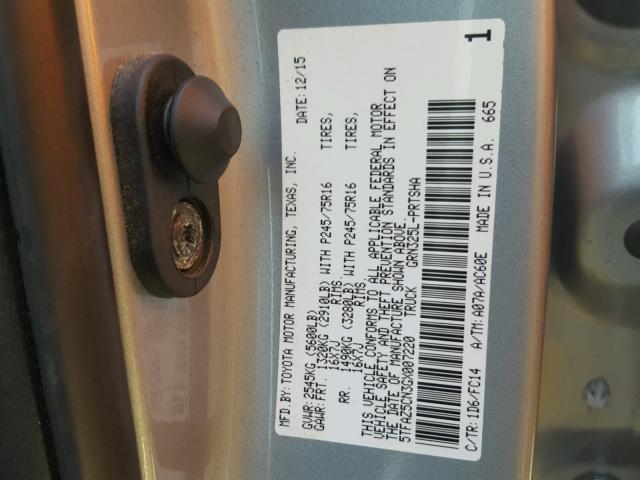 MFD.BY: TOYOTA MOTOR MANUFACTURING, TEXAS, INC. DATE: 12/15
GVWR: 2545KG (5600LB)
GAWR: FRT. 1320KG (2910LB) WITH P245/75R16 TIRES,
16X7J RIMS.
RR. 1490KG (3280LB) WITH P245/75R16 TIRES,
16X7J RIMS.
THIS VEHICLE CONFORMS TO ALL APPLICABLE FEDERAL MOTOR
VEHICLE SAFETY AND THEFT PREVENTION STANDARDS IN EFFECT ON
THE DATE OF MANUFACTURE SHOWN ABOVE.
5TFAZ5CN3GX007220 TRUCK GRN325L-PRTSHA
1
C/TR: 1D6/FC14 A/TM: A07A/AC60E MADE IN U.S.A. 665